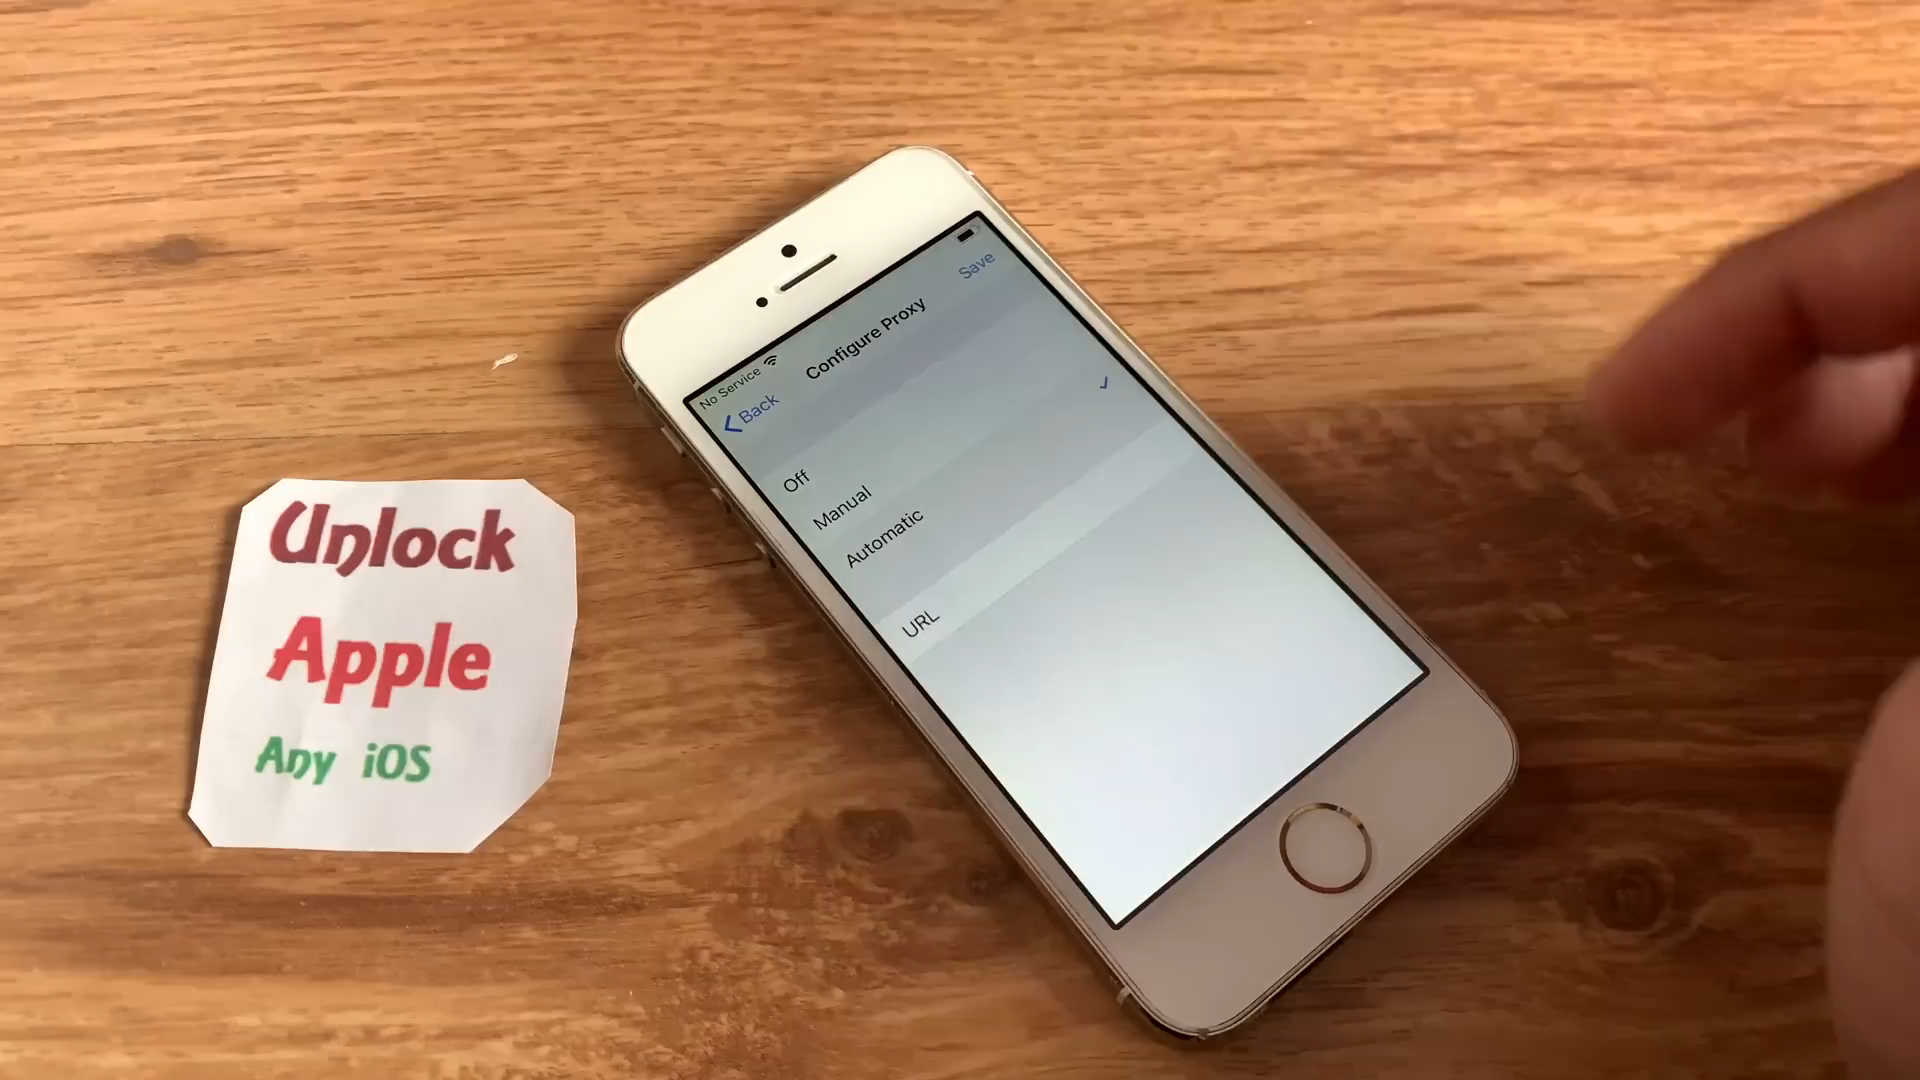 Unlock
Apple
Any iOS
No Service
Back
Configure Proxy
Save
Off
Manual
Automatic
URL